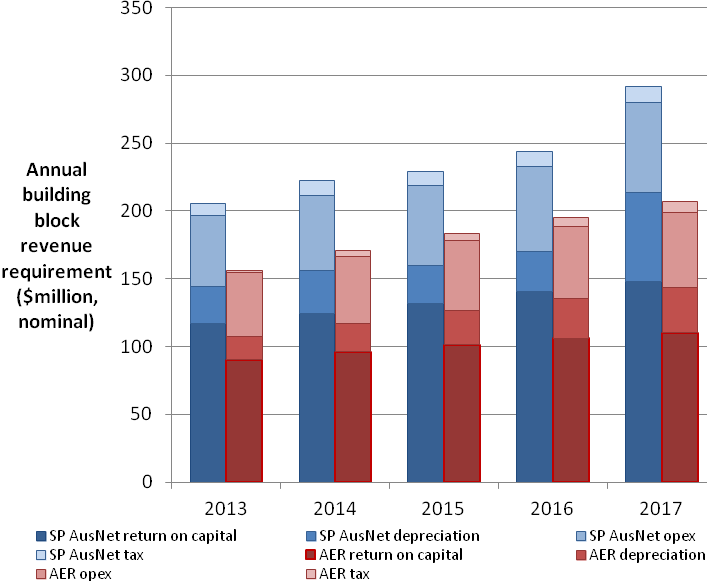 350
300
250
200
150
100
50
0
Annual
building
block
revenue
requirement
($million,
nominal)
2013 2014 2015 2016 2017
SP AusNet return on capital SP AusNet depreciation SP AusNet opex
SP AusNet tax AER return on capital AER depreciation
AER opex AER tax